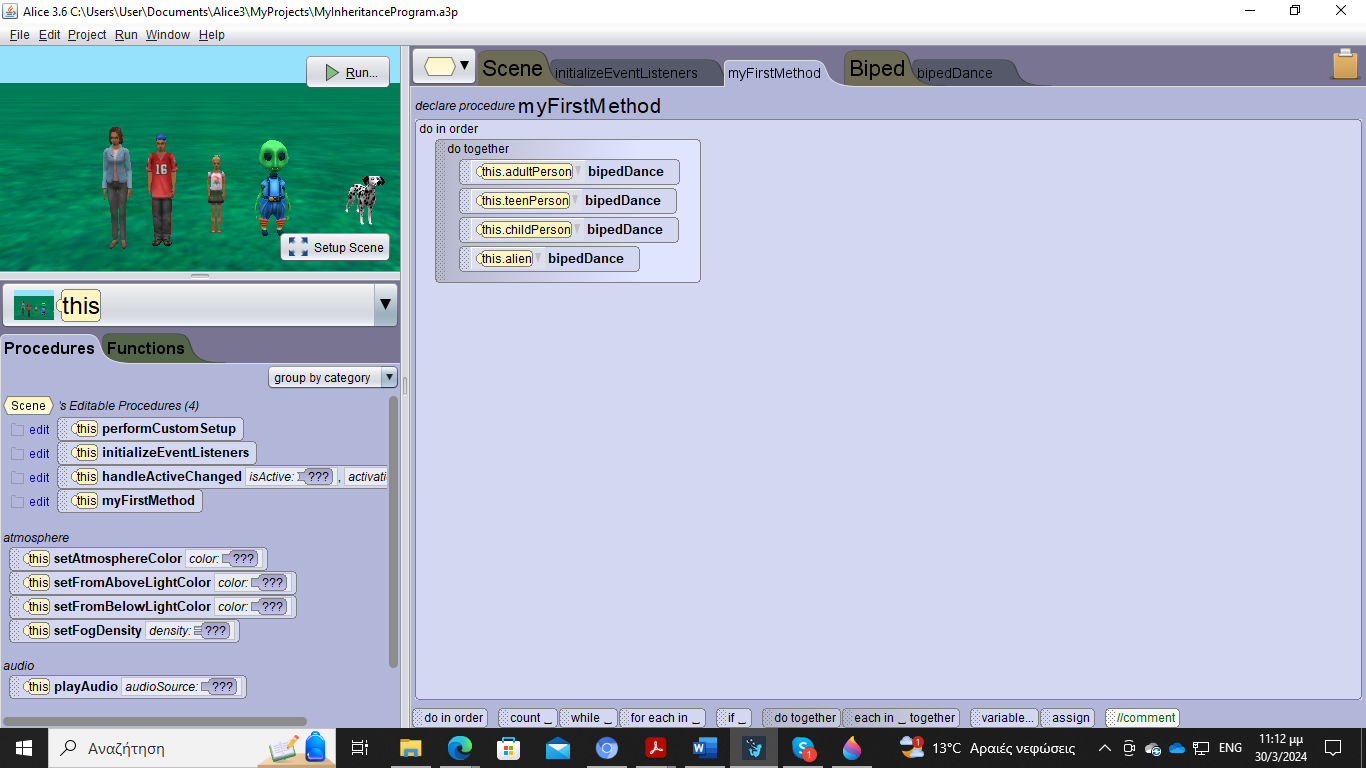 Alice 3.6 C:\Users\User\Documents\Alice3\MyProjects\MyInheritanceProgram.a3p
File Edit Project Run Window Help
Run...
16
Setup Scene
this
Procedures Functions
group by category
Scene 's Editable Procedures (4)
edit this performCustomSetup
edit this initializeEventListeners
edit this handleActiveChanged isActive: ??? , activati
edit this myFirstMethod
atmosphere
this setAtmosphereColor color: ???
this setFromAboveLightColor color: ???
this setFromBelowLightColor color: ???
this setFogDensity density: ???
audio
this playAudio audioSource: ???
Scene initializeEventListeners myFirstMethod Biped bipedDance
declare procedure myFirstMethod
do in order
do together
this.adultPerson bipedDance
this.teenPerson bipedDance
this.childPerson bipedDance
this.alien bipedDance
do in order count _ while _ for each in _ if _ do together each in _ together variable... assign //comment
Αναζήτηση
1
1
13°C Αραιές νεφώσεις
ENG
11:12 μμ
30/3/2024